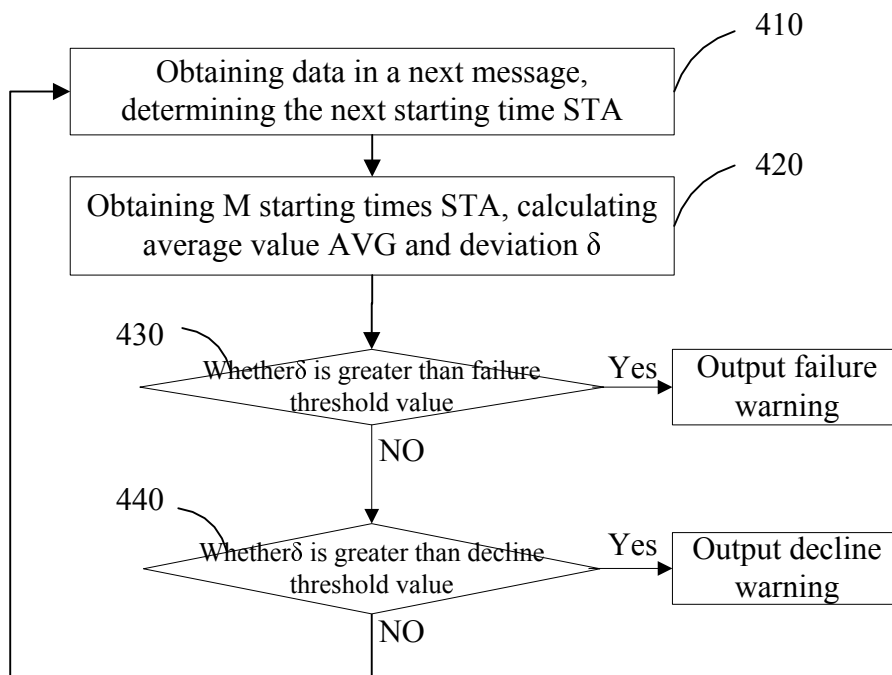 410
Obtaining data in a next message,
determining the next starting time STA
420
Obtaining M starting times STA, calculating
average value AVG and deviation δ
430
Whetherδ is greater than failure
threshold value
Yes
Output failure
warning
NO
440
Whetherδ is greater than decline
threshold value
Yes
Output decline
warning
NO